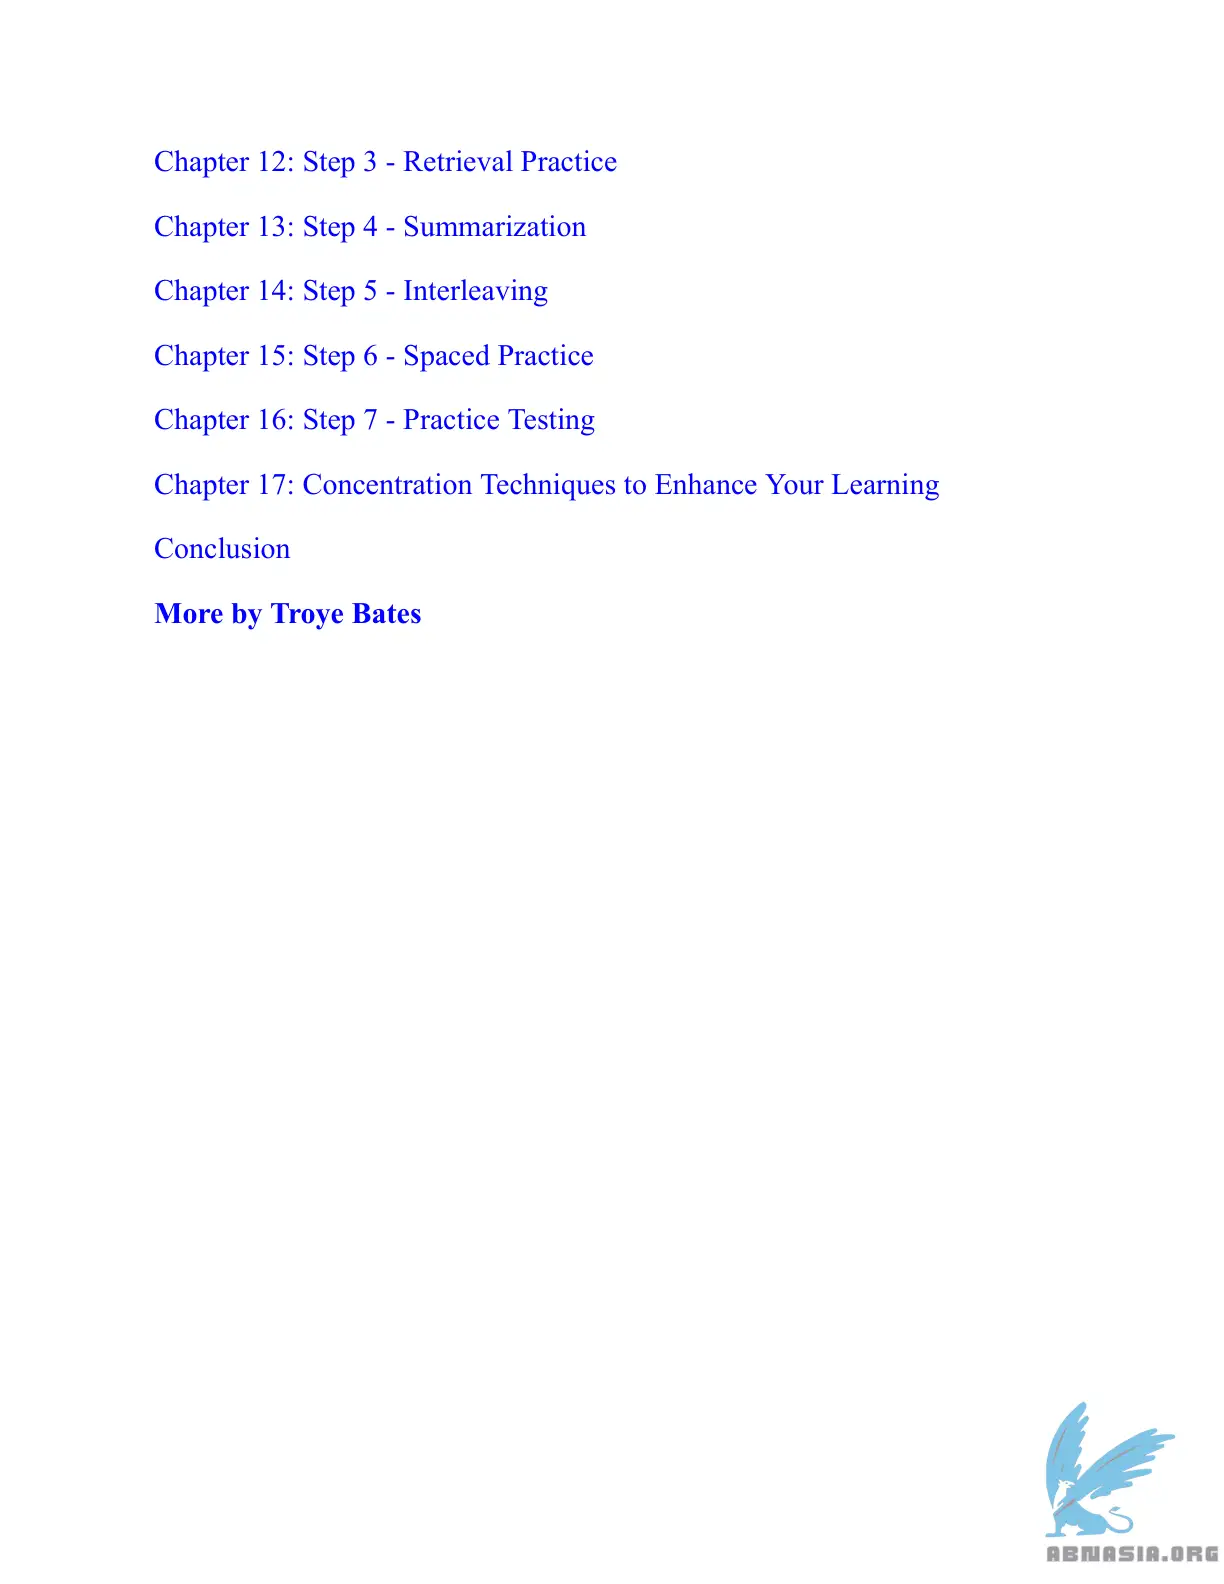 Chapter 12: Step 3 - Retrieval Practice
Chapter 13: Step 4 - Summarization
Chapter 14: Step 5 - Interleaving
Chapter 15: Step 6 - Spaced Practice
Chapter 16: Step 7 - Practice Testing
Chapter 17: Concentration Techniques to Enhance Your Learning
Conclusion
More by Troye Bates
ABNASIA.ORG